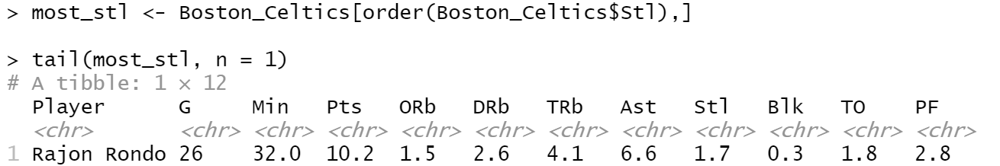 > most_stl <- Boston_Celtics[order(Boston_Celtics$Stl),]
> tail(most_stl, n = 1)
# A tibble: 1 × 12
Player G Min Pts ORb DRb TRb Ast Stl Blk TO PF
<chr> <chr> <chr> <chr> <chr> <chr> <chr> <chr> <chr> <chr> <chr> <chr>
1 Rajon Rondo 26 32.0 10.2 1.5 2.6 4.1 6.6 1.7 0.3 1.8 2.8